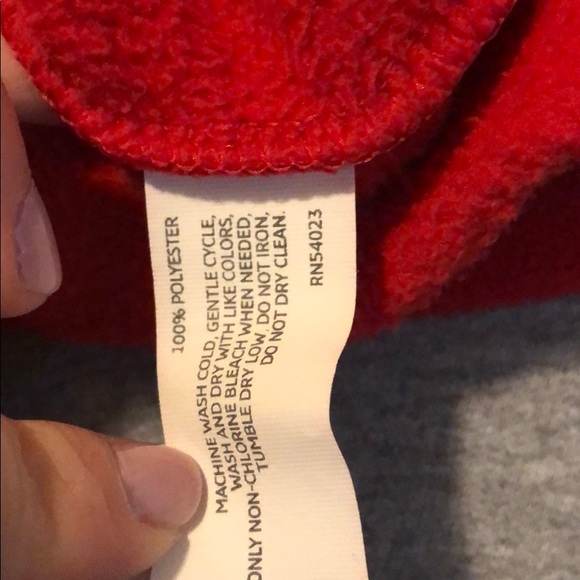 100% POLYESTER
MACHINE WASH COLD, GENTLE CYCLE,
WASH AND DRY WITH LIKE COLORS,
ONLY NON-CHLORINE BLEACH WHEN NEEDED,
TUMBLE DRY LOW, DO NOT IRON,
DO NOT DRY CLEAN.
RN54023